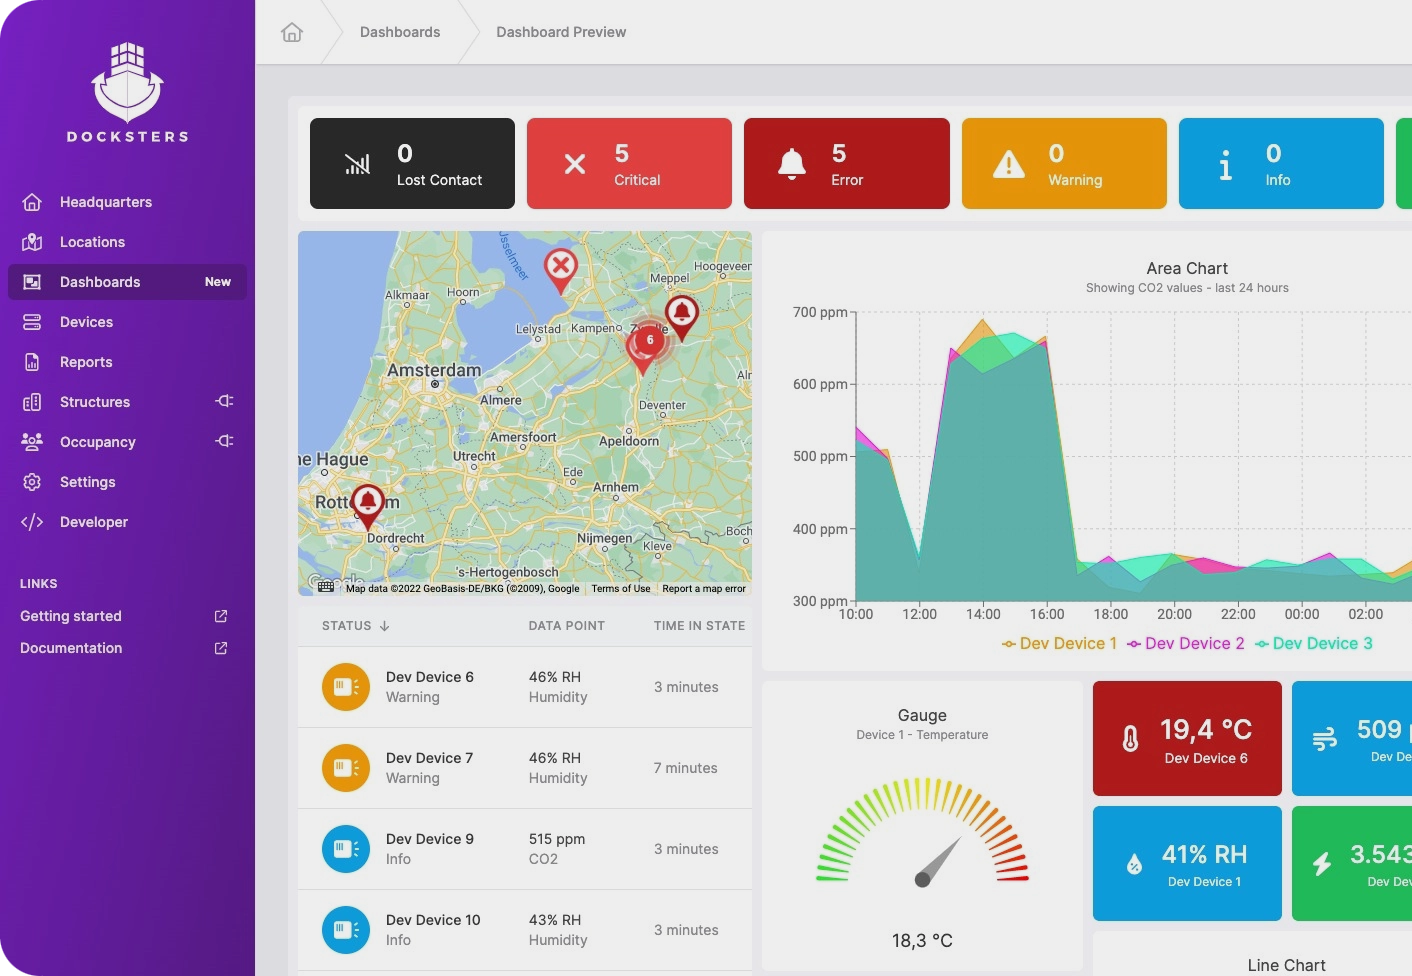 DOCKSTERS
Headquarters
Locations
Dashboards New
Devices
Reports
Structures
Occupancy
Settings
Developer
LINKS
Getting started
Documentation
Dashboards
Dashboard Preview
0
Lost Contact
5
Critical
5
Error
0
Warning
0
Info
IJsselmeer
Hoogeveen
Meppel
Alkmaar
Hoorn
Lelystad
Kampen
6
Amsterdam
Almere
Deventer
Amersfoort
Apeldoorn
Utrecht
Ede
Arnhem
Dordrecht
Nijmegen
Kleve
's-Hertogenbosch
Google
Map data ©2022 GeoBasis-DE/BKG (©2009), Google Terms of Use Report a map error
STATUS DATA POINT TIME IN STATE
Dev Device 6 46% RH
Warning Humidity 3 minutes
Dev Device 7 46% RH
Warning Humidity 7 minutes
Dev Device 9 515 ppm
Info CO2 3 minutes
Dev Device 10 43% RH
Info Humidity 3 minutes
Area Chart
Showing CO2 values - last 24 hours
700 ppm
600 ppm
500 ppm
400 ppm
300 ppm
10:00 12:00 14:00 16:00 18:00 20:00 22:00 00:00 02:00
Dev Device 1 Dev Device 2 Dev Device 3
Gauge
Device 1 - Temperature
18,3 °C
19,4 °C
Dev Device 6
509
Dev De
41% RH
Dev Device 1
3.543
Dev De
Line Chart